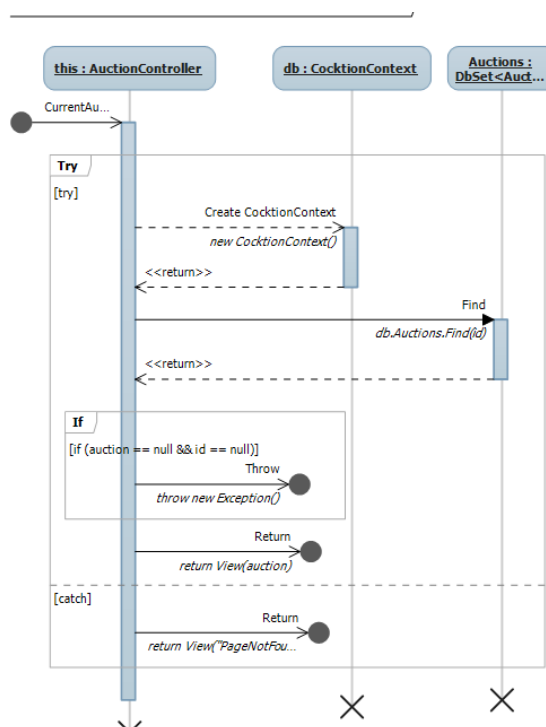 this : AuctionController
db : CocktionContext
Auctions :
DbSet<Auct...
CurrentAu...
Try
[try]
Create CocktionContext
new CocktionContext()
<<return>>
Find
db.Auctions.Find(id)
<<return>>
If
[if (auction == null && id == null)]
Throw
throw new Exception()
Return
return View(auction)
[catch]
Return
return View("PageNotFou...